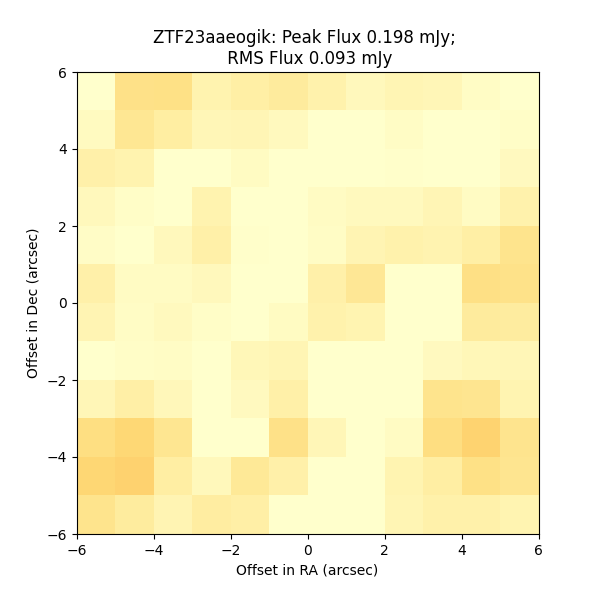 ZTF23aaeogik: Peak Flux 0.198 mJy;
RMS Flux 0.093 mJy
6
4
2
0
−2
−4
−6
Offset in Dec (arcsec)
−6 −4 −2 0 2 4 6
Offset in RA (arcsec)